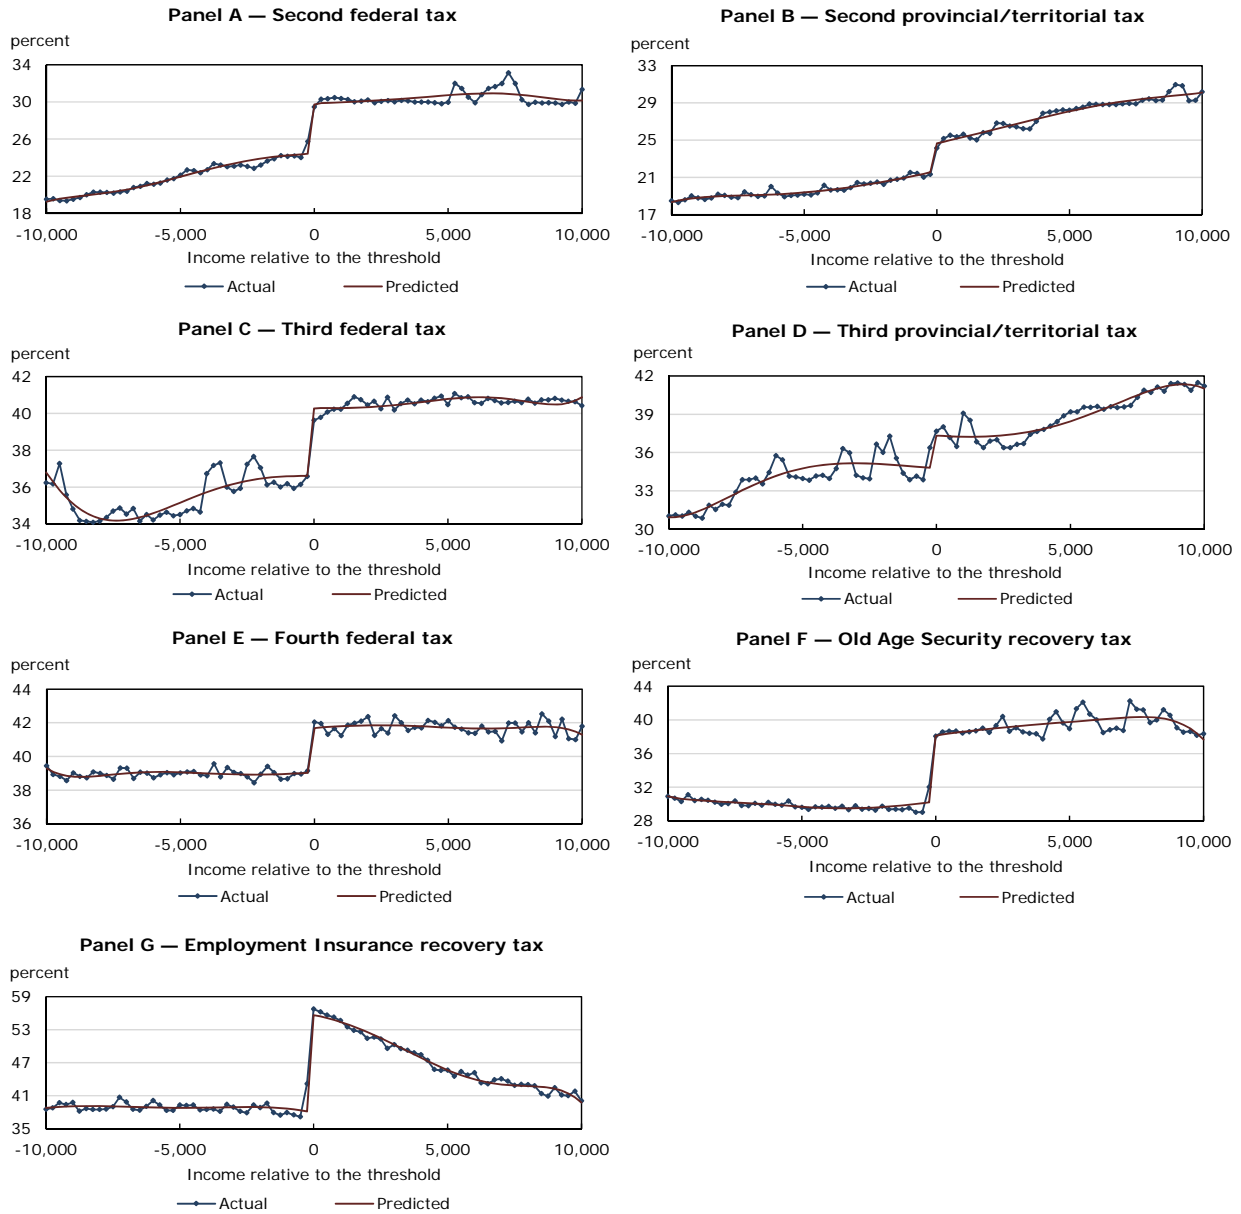 Panel A — Second federal tax
percent
34
30
26
22
18
-10,000 -5,000 0 5,000 10,000
Income relative to the threshold
Actual Predicted
Panel B — Second provincial/territorial tax
percent
33
29
25
21
17
-10,000 -5,000 0 5,000 10,000
Income relative to the threshold
Actual Predicted
Panel C — Third federal tax
percent
42
40
38
36
34
-10,000 -5,000 0 5,000 10,000
Income relative to the threshold
Actual Predicted
Panel D — Third provincial/territorial tax
percent
42
39
36
33
30
-10,000 -5,000 0 5,000 10,000
Income relative to the threshold
Actual Predicted
Panel E — Fourth federal tax
percent
44
42
40
38
36
-10,000 -5,000 0 5,000 10,000
Income relative to the threshold
Actual Predicted
Panel F — Old Age Security recovery tax
percent
44
40
36
32
28
-10,000 -5,000 0 5,000 10,000
Income relative to the threshold
Actual Predicted
Panel G — Employment Insurance recovery tax
percent
59
53
47
41
35
-10,000 -5,000 0 5,000 10,000
Income relative to the threshold
Actual Predicted